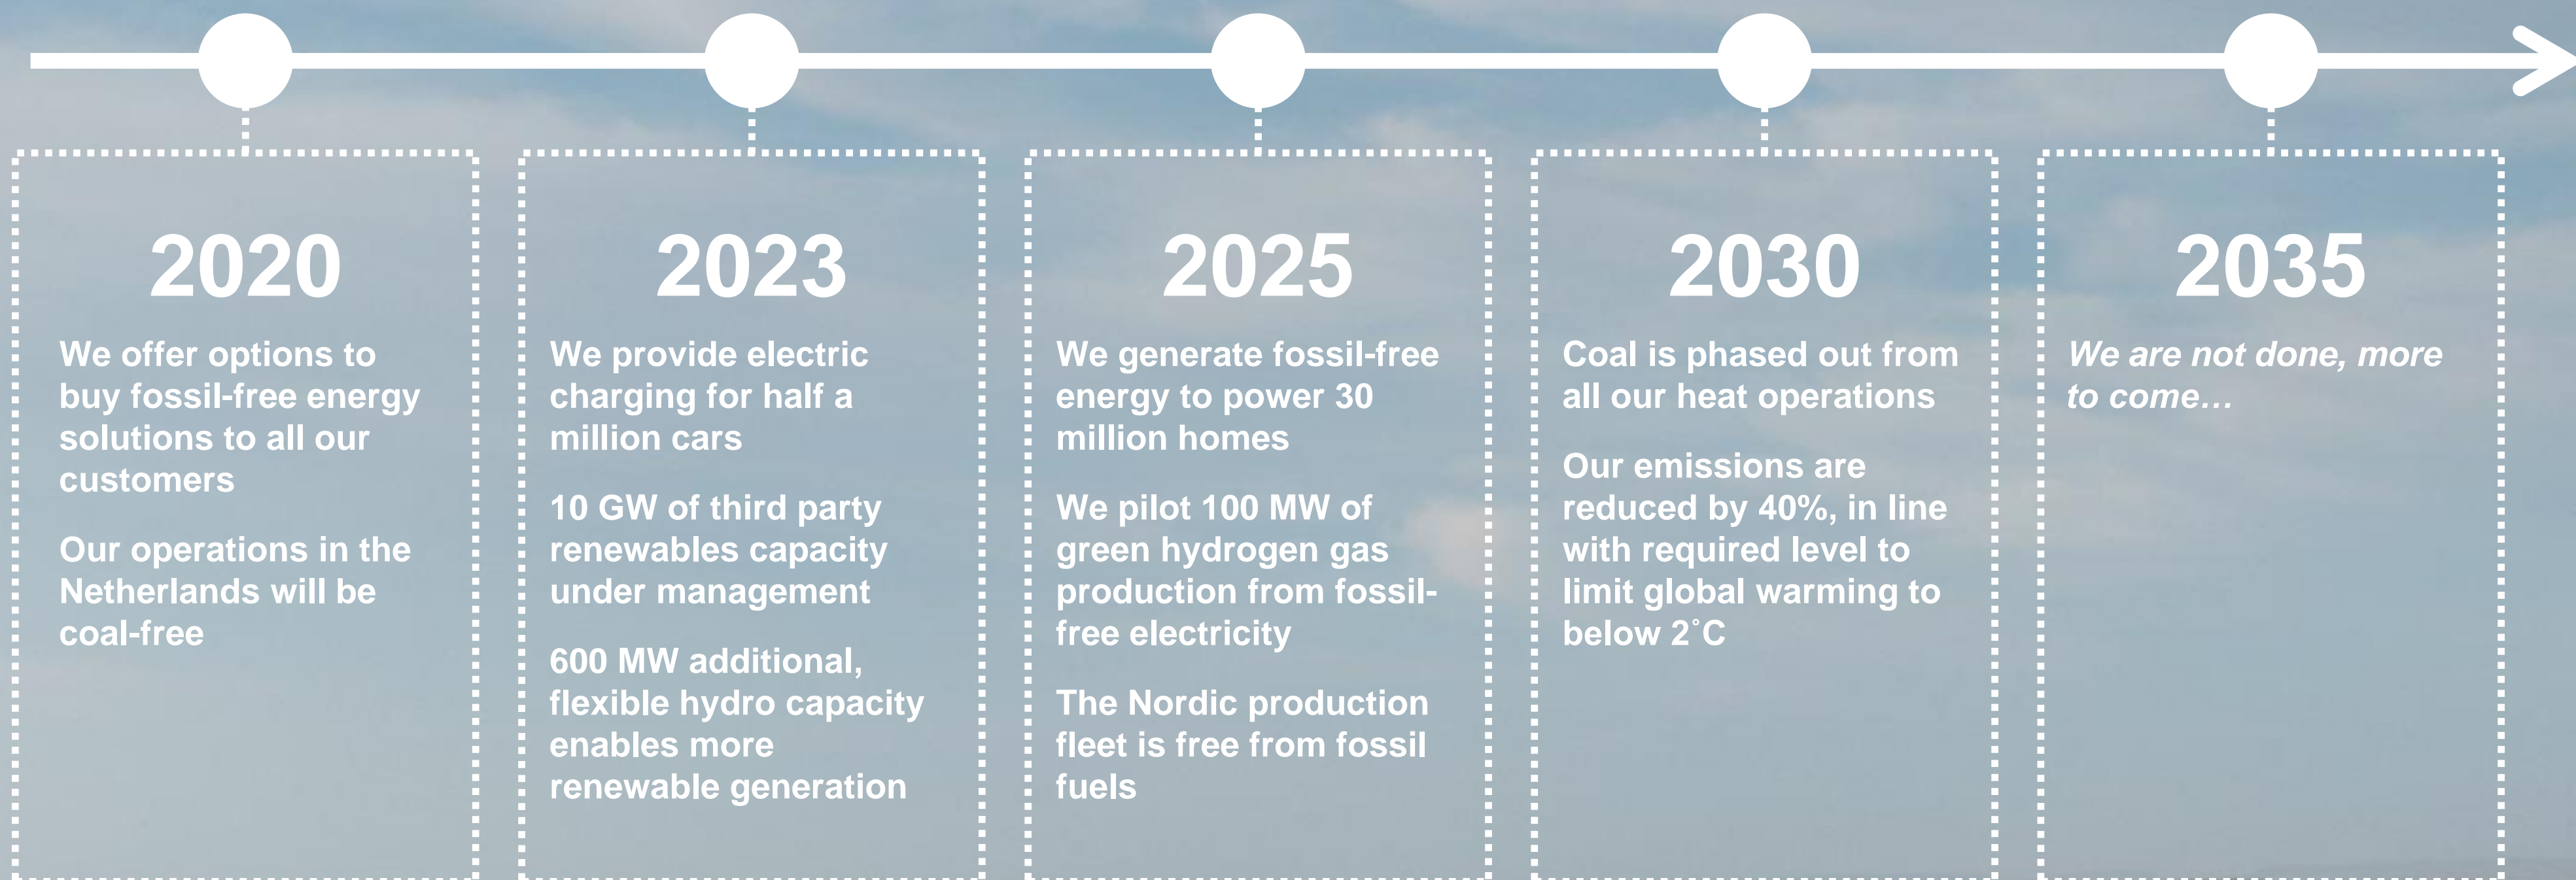 2020
We offer options to
buy fossil-free energy
solutions to all our
customers
Our operations in the
Netherlands will be
coal-free
2023
We provide electric
charging for half a
million cars
10 GW of third party
renewables capacity
under management
600 MW additional,
flexible hydro capacity
enables more
renewable generation
2025
We generate fossil-free
energy to power 30
million homes
We pilot 100 MW of
green hydrogen gas
production from fossil-
free electricity
The Nordic production
fleet is free from fossil
fuels
2030
Coal is phased out from
all our heat operations
Our emissions are
reduced by 40%, in line
with required level to
limit global warming to
below 2˚C
2035
We are not done, more
to come…